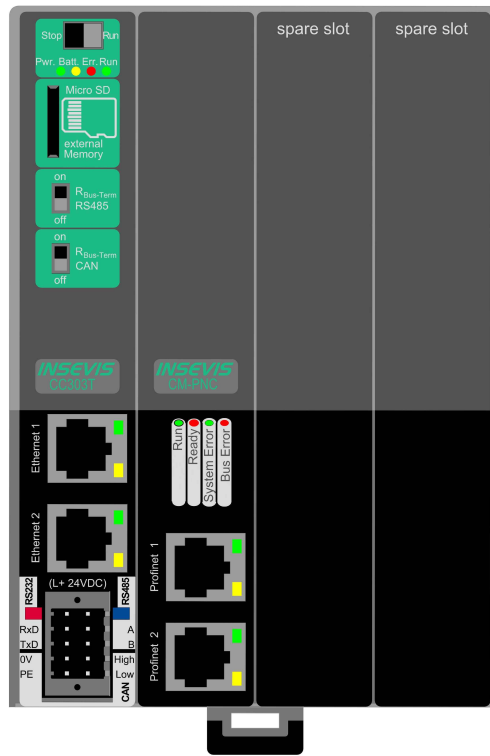 Stop Run
Pwr. Batt. Err. Run
Micro SD
external
Memory
on
RBus-Term
RS485
off
on
RBus-Term
CAN
off
INSEVIS
CC303T
Ethernet 1
Ethernet 2
RS232
(L+ 24VDC)
RS485
RxD
A
TxD
B
0V
High
PE
Low
CAN
INSEVIS
CM-PNC
Run
Ready
System Error
Bus Error
Profinet 1
Profinet 2
spare slot
spare slot